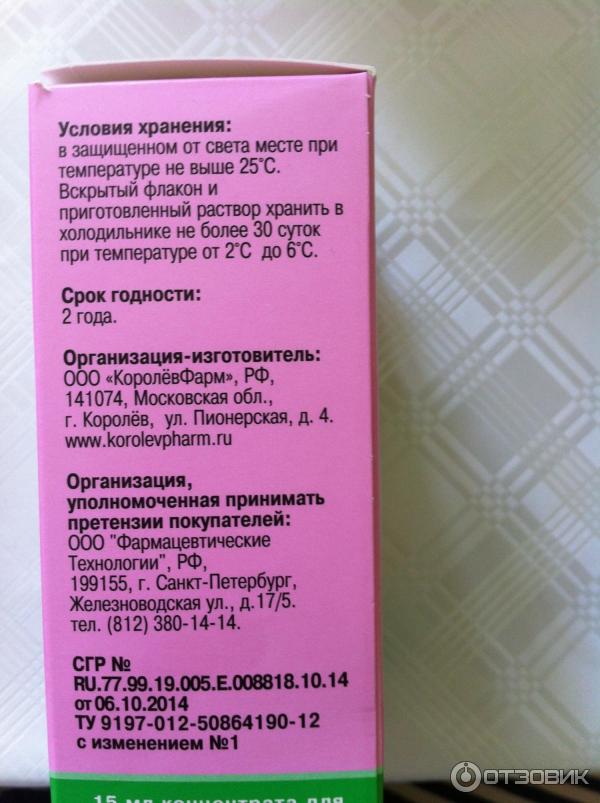 Условия хранения:
в защищенном от света месте при
температуре не выше 25°С.
Вскрытый флакон и
приготовленный раствор хранить в
холодильнике не более 30 суток
при температуре от 2°С до 6°С.
Срок годности:
2 года.
Организация-изготовитель:
ООО «КоролёвФарм», РФ,
141074, Московская обл.,
г. Королёв, ул. Пионерская, д. 4.
www.korolevpharm.ru
Организация,
уполномоченная принимать
претензии покупателей:
ООО "Фармацевтические
Технологии", РФ,
199155, г. Санкт-Петербург,
Железноводская ул., д.17/5.
тел. (812) 380-14-14.
СГР №
RU.77.99.19.005.Е.008818.10.14
от 06.10.2014
ТУ 9197-012-50864190-12
с изменением №1
15 мл концентрата для
ОТЗОВИК